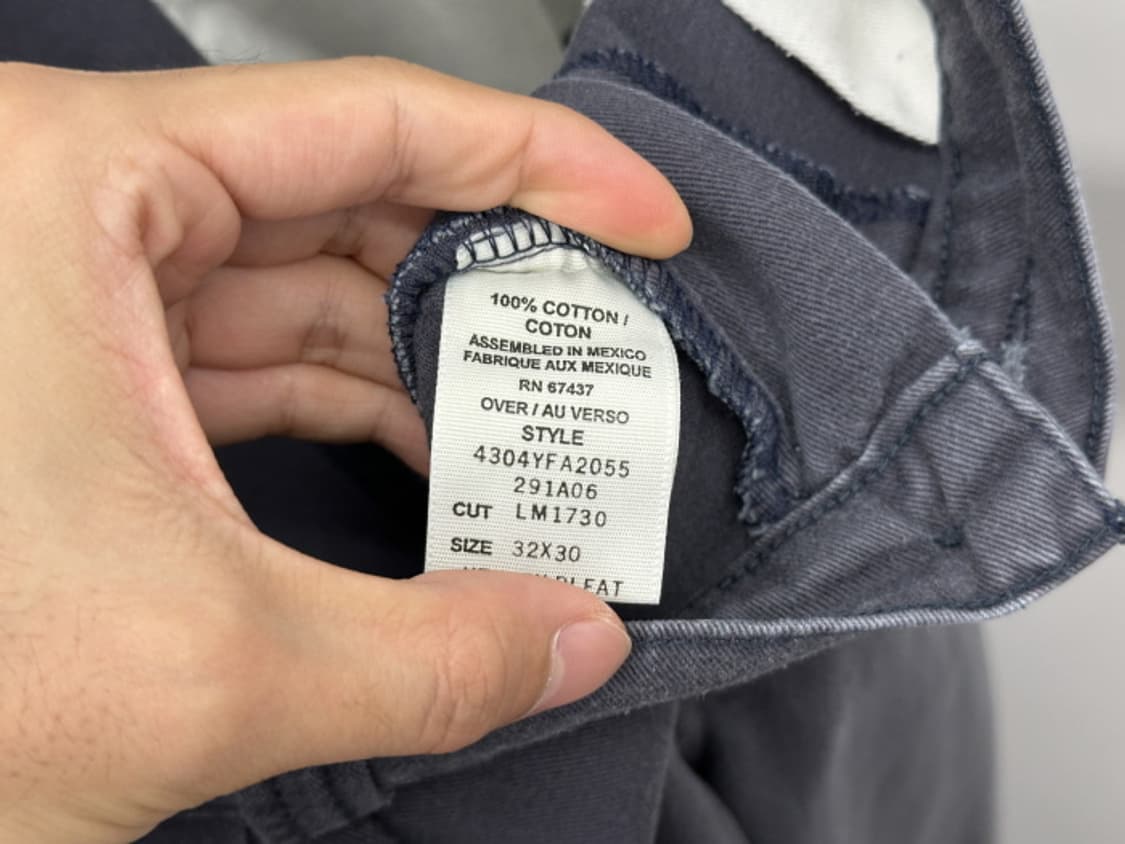 100% COTTON /
COTON
ASSEMBLED IN MEXICO
FABRIQUE AUX MEXIQUE
RN 67437
OVER / AU VERSO
STYLE
4304YFA2055
291A06
CUT LM1730
SIZE 32X30